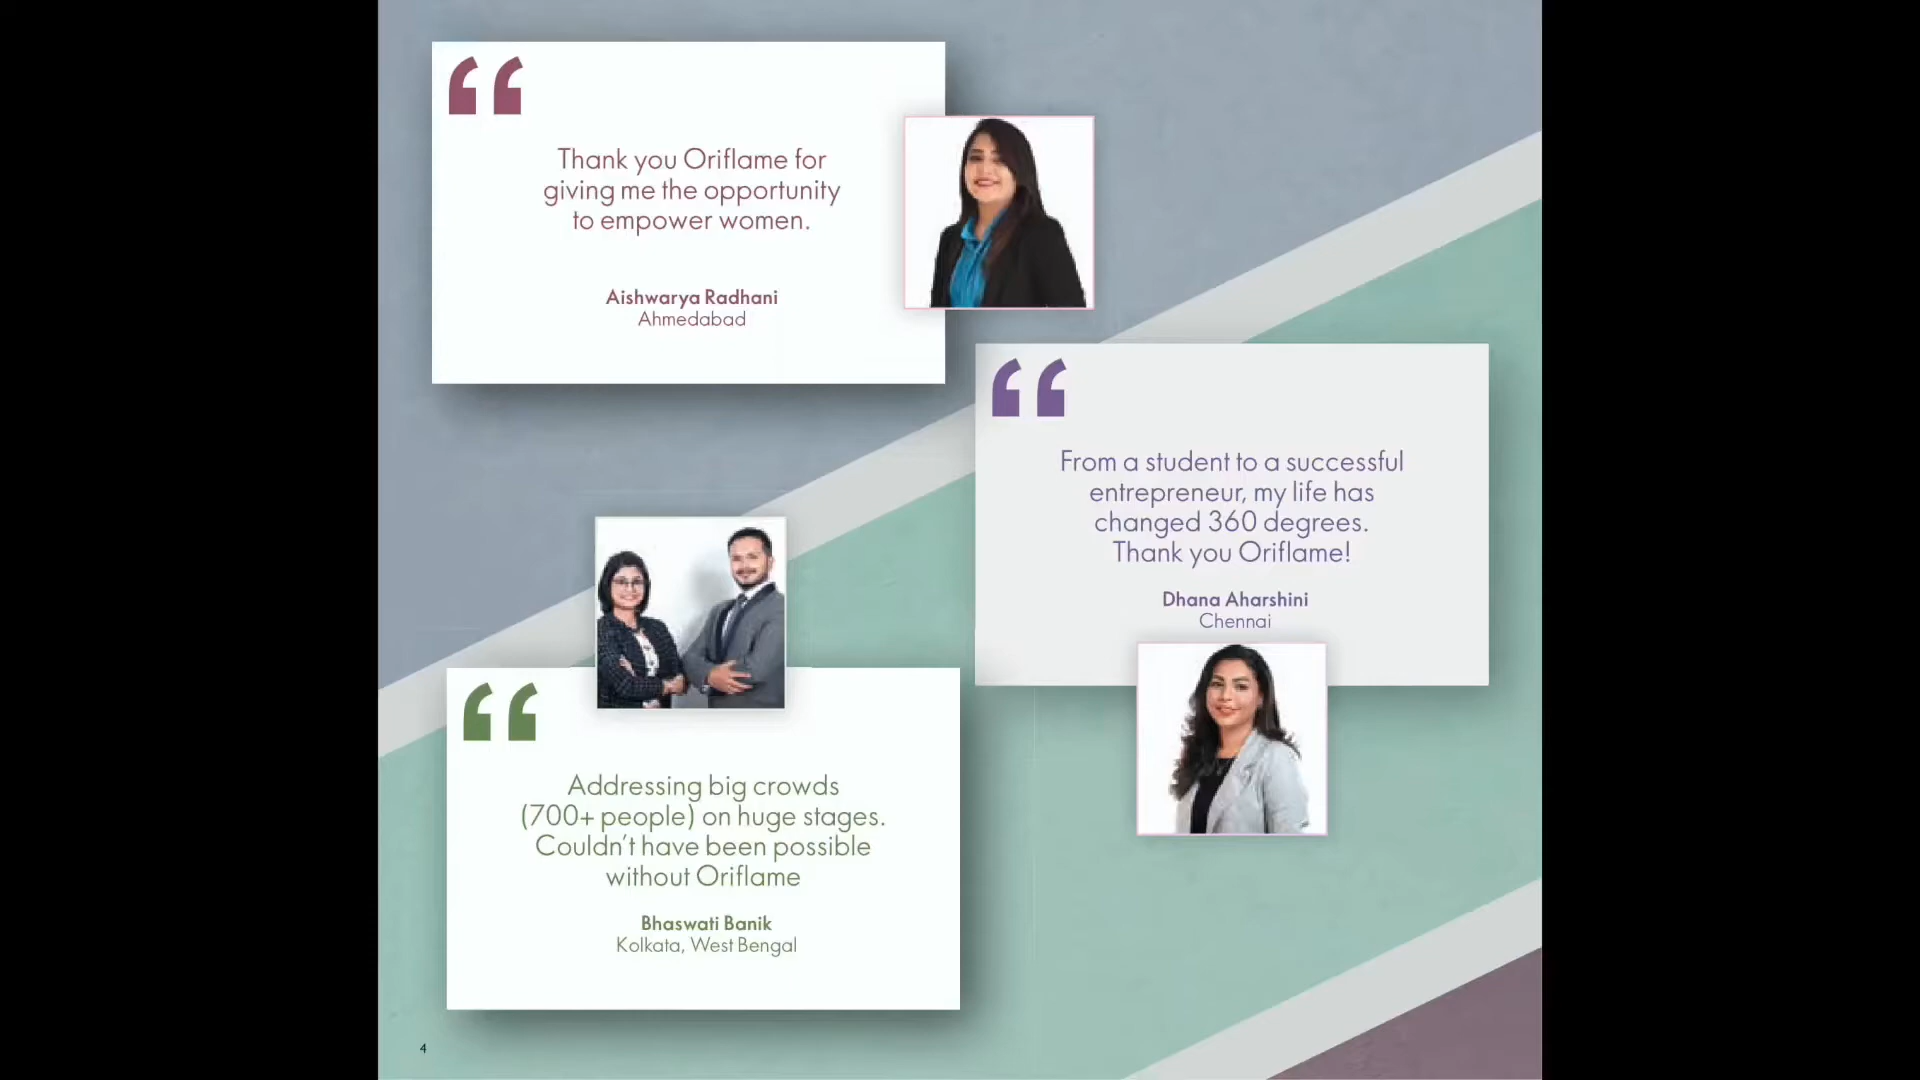 Thank you Oriflame for
giving me the opportunity
to empower women.
Aishwarya Radhani
Ahmedabad
From a student to a successful
entrepreneur, my life has
changed 360 degrees.
Thank you Oriflame!
Dhana Aharshini
Chennai
Addressing big crowds
(700+ people) on huge stages.
Couldn’t have been possible
without Oriflame
Bhaswati Banik
Kolkata, West Bengal
4